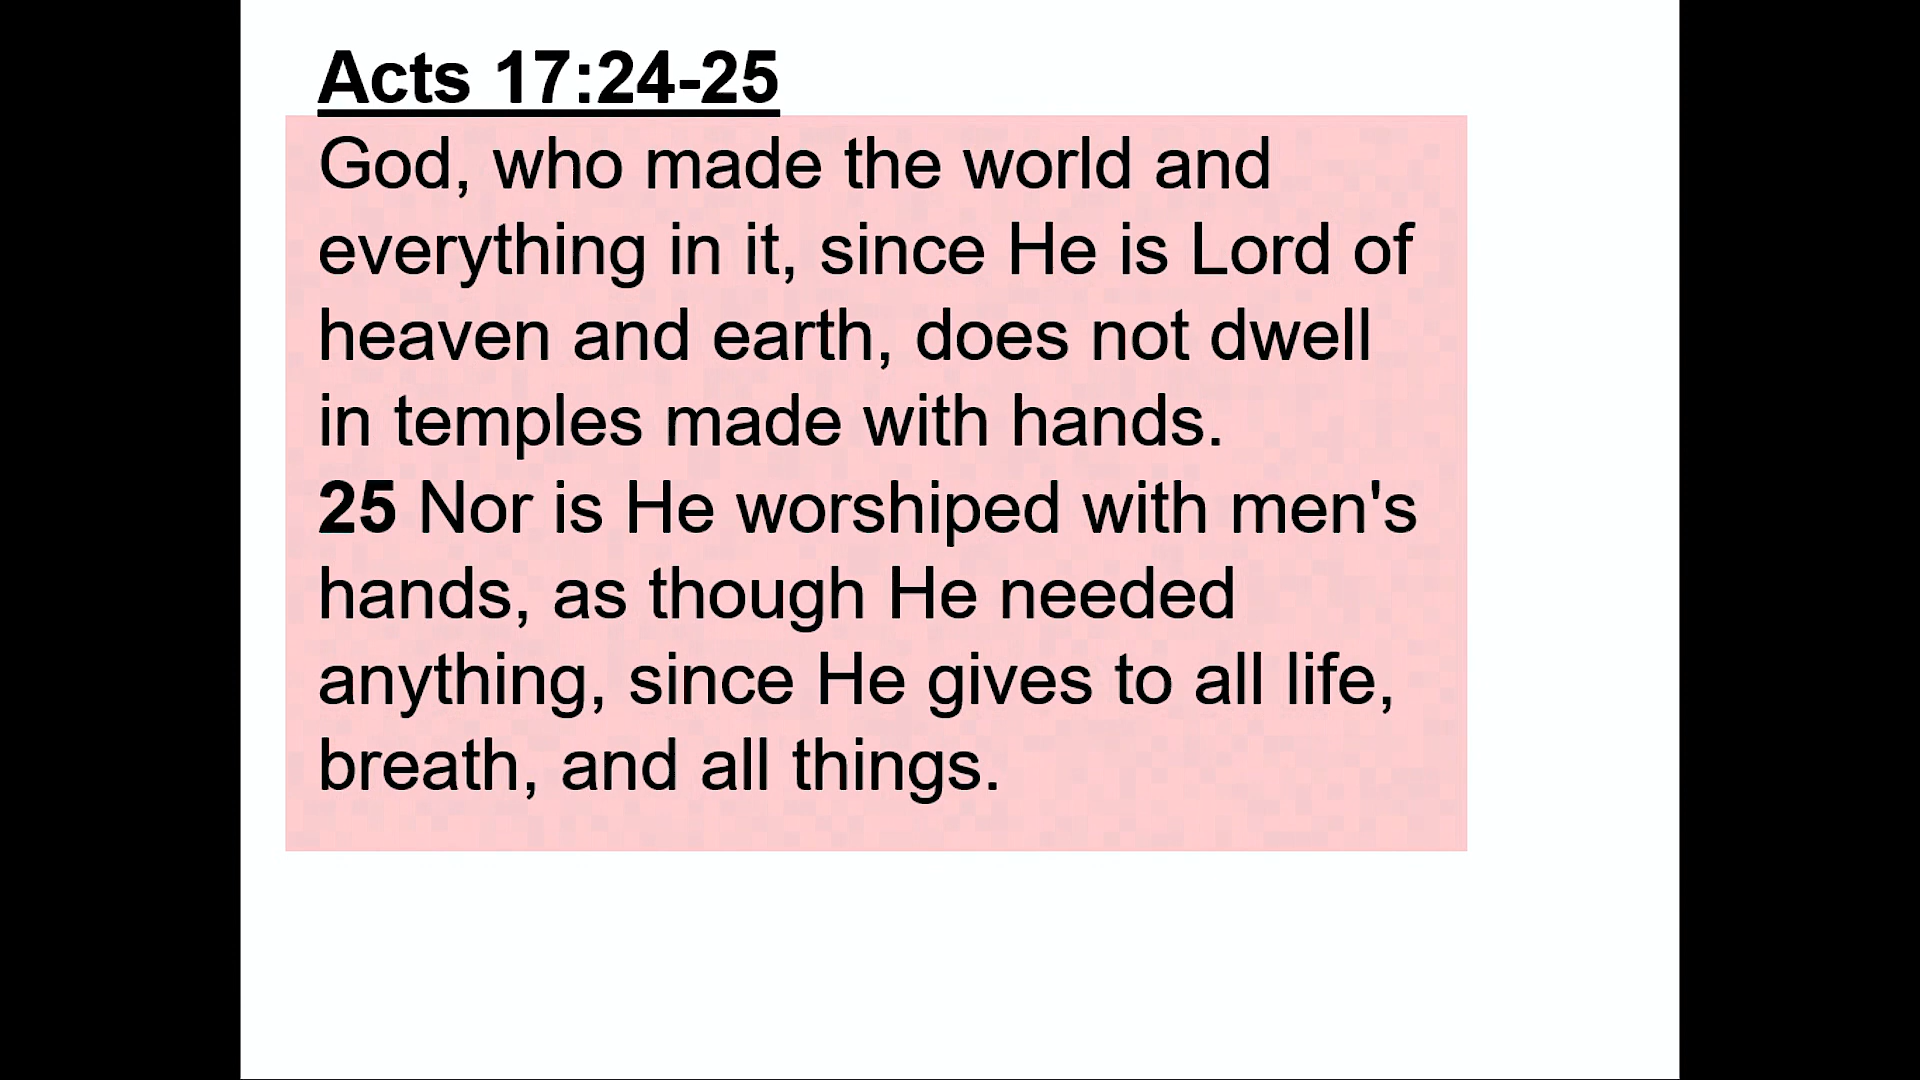 Acts 17:24-25
God, who made the world and
everything in it, since He is Lord of
heaven and earth, does not dwell
in temples made with hands.
25 Nor is He worshiped with men's
hands, as though He needed
anything, since He gives to all life,
breath, and all things.